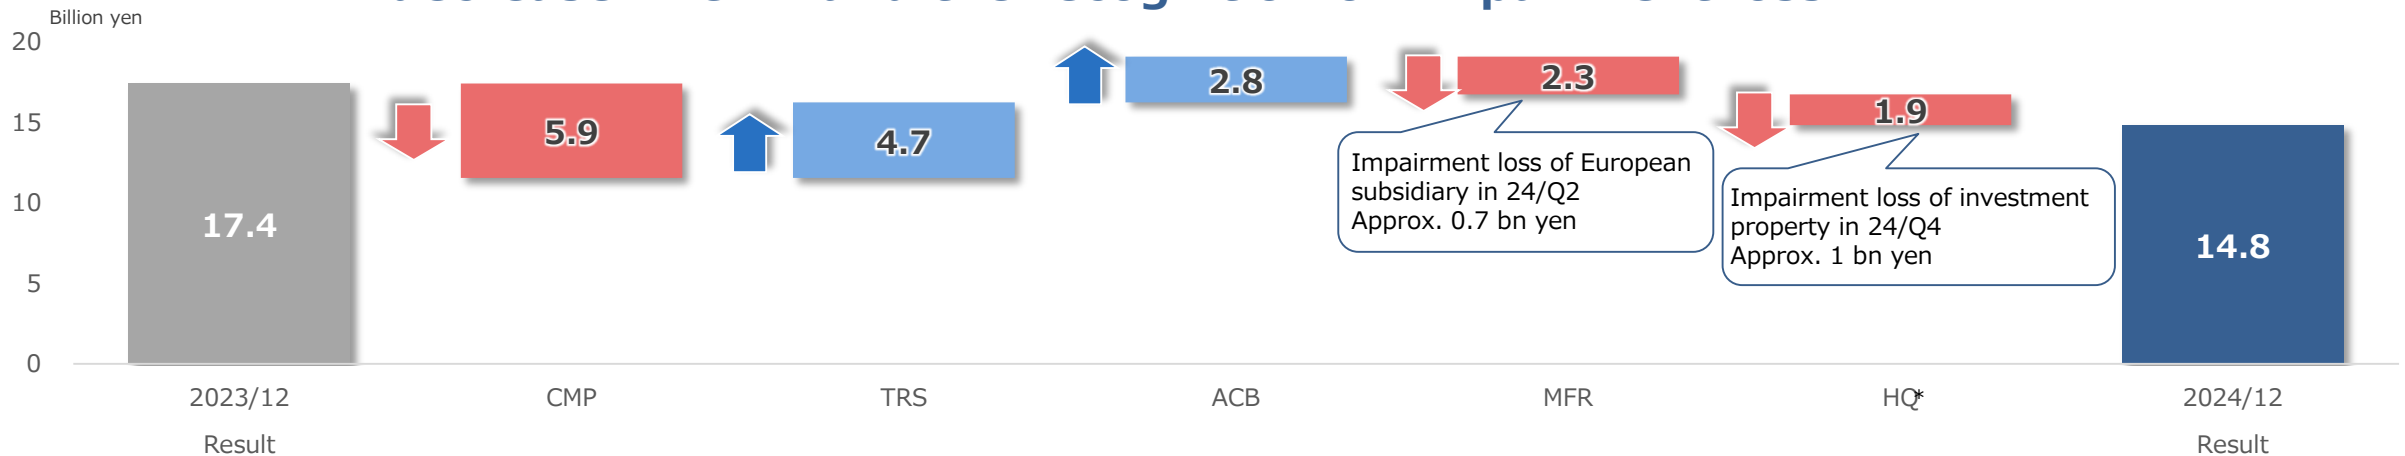 Billion yen
20
15
10
5
0
17.4
5.9
4.7
2.8
2.3
1.9
14.8
Impairment loss of European
subsidiary in 24/Q2
Approx. 0.7 bn yen
Impairment loss of investment
property in 24/Q4
Approx. 1 bn yen
2023/12
Result
CMP
TRS
ACB
MFR
HQ*
2024/12
Result